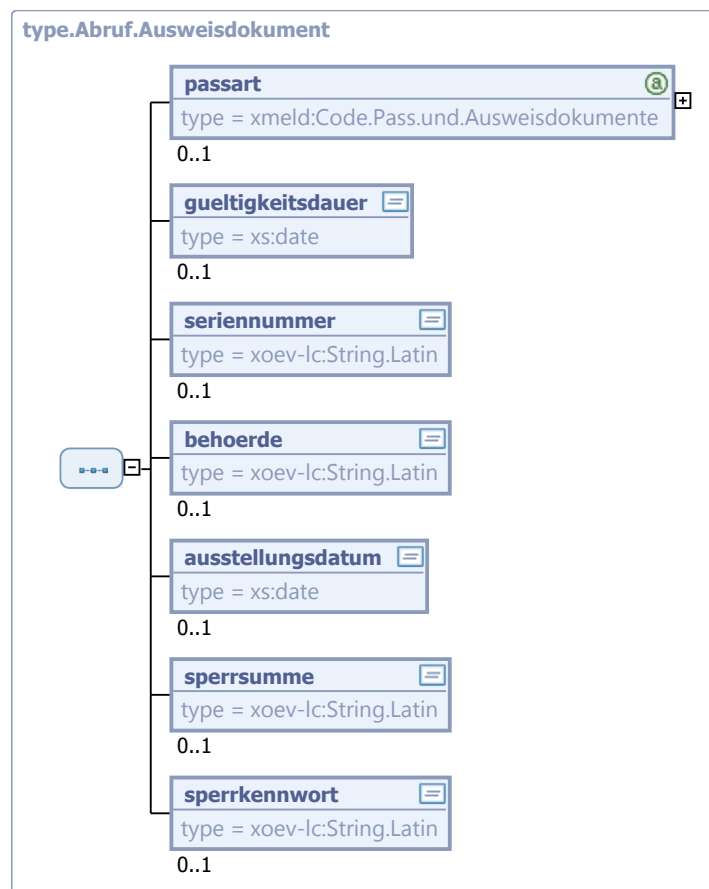 type.Abruf.Ausweisdokument
passart
type = xmeld:Code.Pass.und.Ausweisdokumente
0..1
gueltigkeitsdauer
type = xs:date
0..1
seriennummer
type = xoev-lc:String.Latin
0..1
behoerde
type = xoev-lc:String.Latin
0..1
ausstellungsdatum
type = xs:date
0..1
sperrsumme
type = xoev-lc:String.Latin
0..1
sperrkennwort
type = xoev-lc:String.Latin
0..1